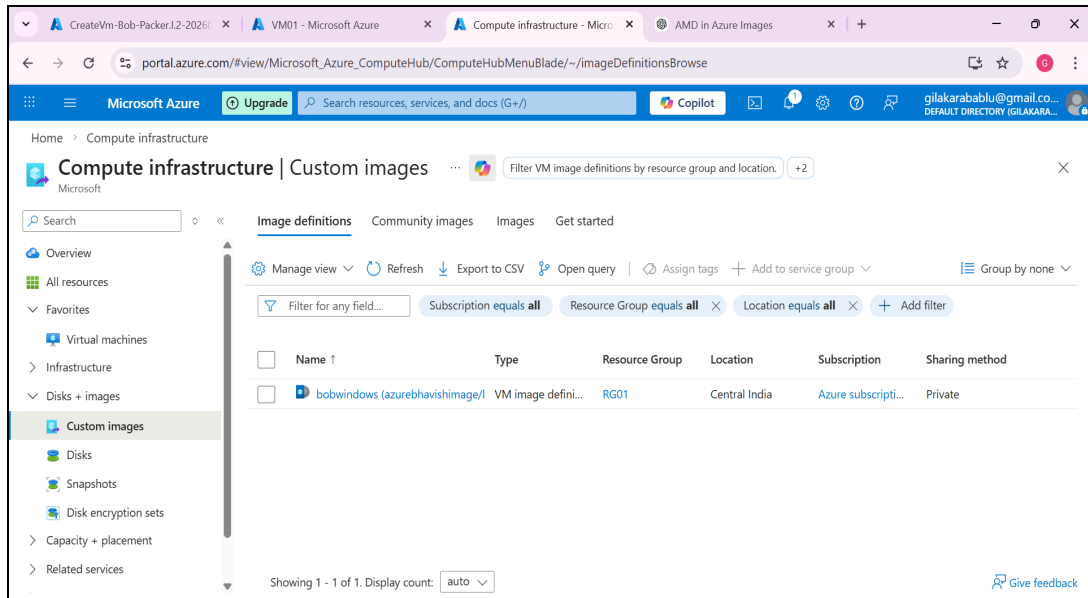 CreateVm-Bob-Packer.I.2-20260
VM01 - Microsoft Azure
Compute infrastructure - Micro
AMD in Azure Images
portal.azure.com/#view/Microsoft_Azure_ComputeHub/ComputeHubMenuBlade/~/imageDefinitionsBrowse
G
Microsoft Azure
Upgrade
Search resources, services, and docs (G+/)
Copilot
1
gilakarabablu@gmail.co...
DEFAULT DIRECTORY (GILAKARA...
Home > Compute infrastructure
Compute infrastructure | Custom images ...
Filter VM image definitions by resource group and location.
+2
Microsoft
Search
Image definitions Community images Images Get started
Overview
All resources
Favorites
Virtual machines
Infrastructure
Disks + images
Custom images
Disks
Snapshots
Disk encryption sets
Capacity + placement
Related services
Manage view Refresh Export to CSV Open query Assign tags Add to service group Group by none
Filter for any field... Subscription equals all Resource Group equals all Location equals all Add filter
Name ↑ Type Resource Group Location Subscription Sharing method
bobwindows (azurebhavishimage/l VM image defini... RG01 Central India Azure subscripti... Private
Showing 1 - 1 of 1. Display count: auto
Give feedback